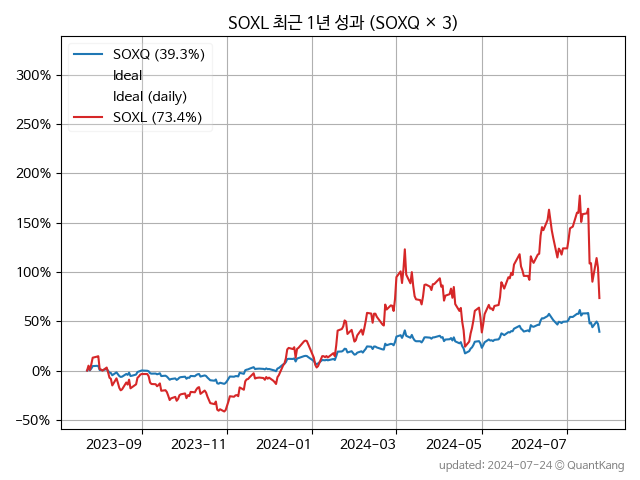 SOXL 최근 1년 성과 (SOXQ × 3)
SOXQ (39.3%)
Ideal
Ideal (daily)
SOXL (73.4%)
300%
250%
200%
150%
100%
50%
0%
−50%
2023−09
2023−11
2024−01
2024−03
2024−05
2024−07
updated: 2024-07-24 © QuantKang